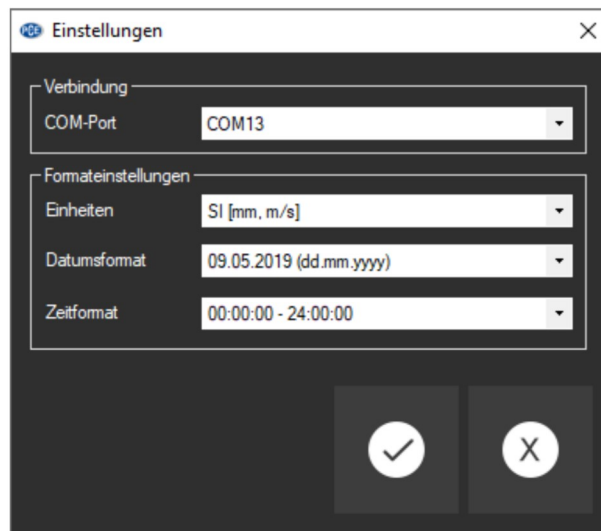 PCE Einstellungen
Verbindung
COM-Port COM13
Formateinstellungen
Einheiten SI [mm, m/s]
Datumsformat 09.05.2019 (dd.mm.yyyy)
Zeitformat 00:00:00 - 24:00:00
X